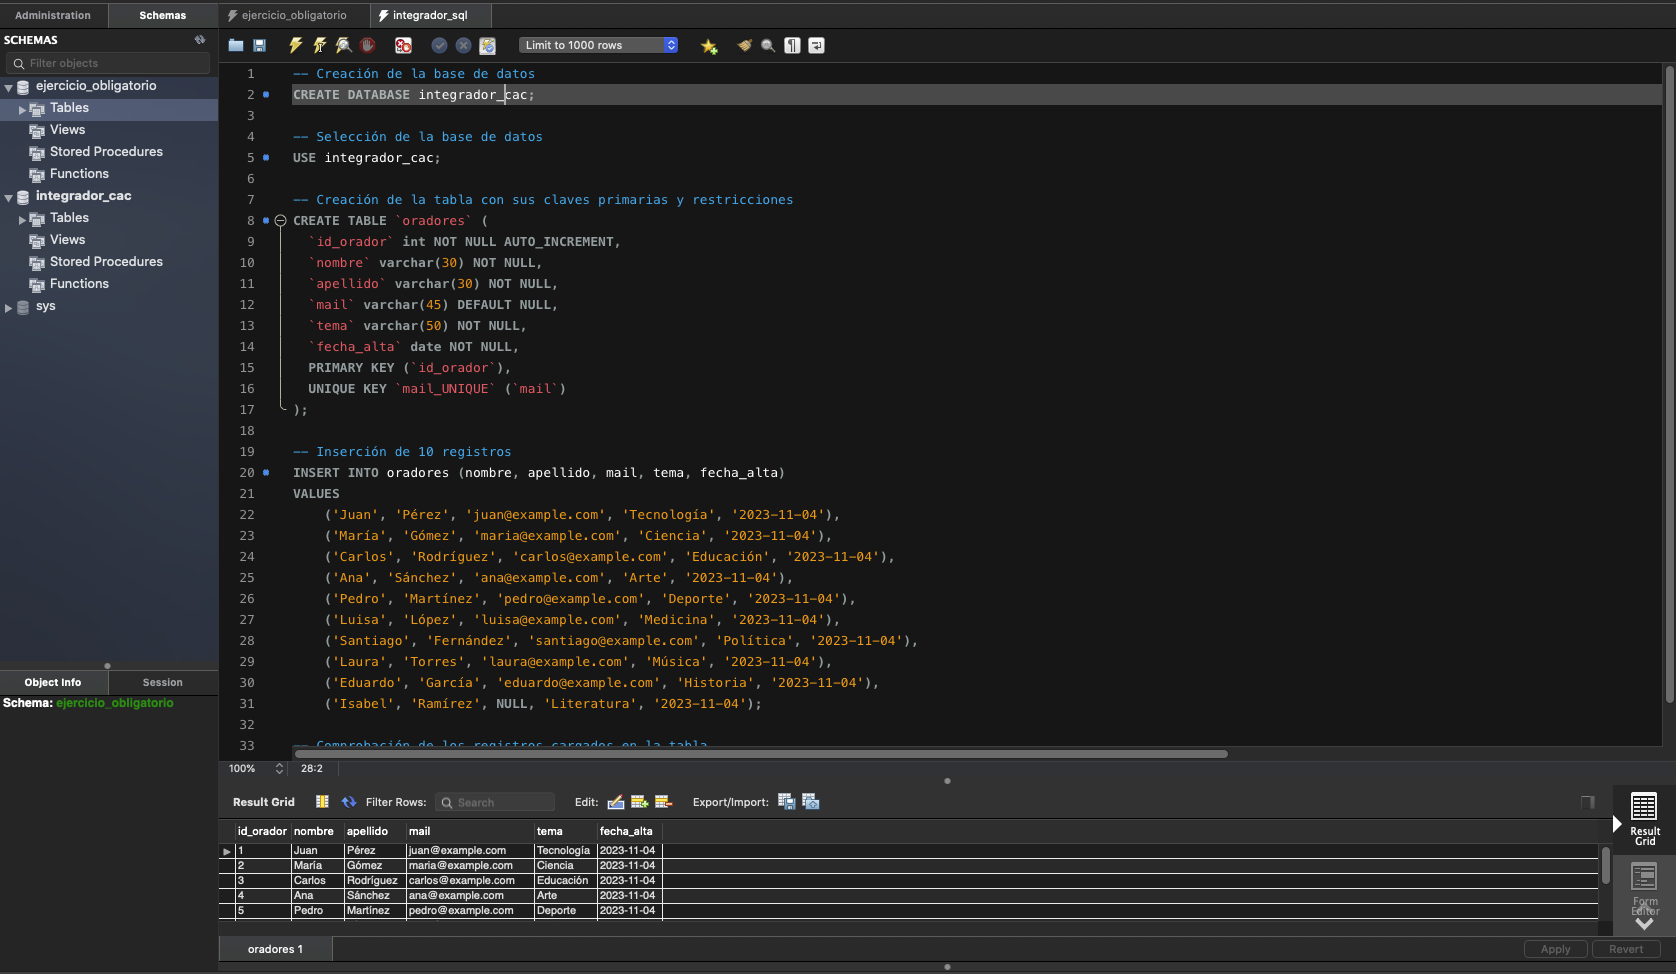 Administration
Schemas
ejercicio_obligatorio
integrador_sql
SCHEMAS
Filter objects
ejercicio_obligatorio
Tables
Views
Stored Procedures
Functions
integrador_cac
Tables
Views
Stored Procedures
Functions
sys
Object Info
Session
Schema: ejercicio_obligatorio
Limit to 1000 rows
1 -- Creación de la base de datos
2 CREATE DATABASE integrador_cac;
3
4 -- Selección de la base de datos
5 USE integrador_cac;
6
7 -- Creación de la tabla con sus claves primarias y restricciones
8 CREATE TABLE `oradores` (
9 `id_orador` int NOT NULL AUTO_INCREMENT,
10 `nombre` varchar(30) NOT NULL,
11 `apellido` varchar(30) NOT NULL,
12 `mail` varchar(45) DEFAULT NULL,
13 `tema` varchar(50) NOT NULL,
14 `fecha_alta` date NOT NULL,
15 PRIMARY KEY (`id_orador`),
16 UNIQUE KEY `mail_UNIQUE` (`mail`)
17 );
18
19 -- Inserción de 10 registros
20 INSERT INTO oradores (nombre, apellido, mail, tema, fecha_alta)
21 VALUES
22 ('Juan', 'Pérez', 'juan@example.com', 'Tecnología', '2023-11-04'),
23 ('María', 'Gómez', 'maria@example.com', 'Ciencia', '2023-11-04'),
24 ('Carlos', 'Rodríguez', 'carlos@example.com', 'Educación', '2023-11-04'),
25 ('Ana', 'Sánchez', 'ana@example.com', 'Arte', '2023-11-04'),
26 ('Pedro', 'Martínez', 'pedro@example.com', 'Deporte', '2023-11-04'),
27 ('Luisa', 'López', 'luisa@example.com', 'Medicina', '2023-11-04'),
28 ('Santiago', 'Fernández', 'santiago@example.com', 'Política', '2023-11-04'),
29 ('Laura', 'Torres', 'laura@example.com', 'Música', '2023-11-04'),
30 ('Eduardo', 'García', 'eduardo@example.com', 'Historia', '2023-11-04'),
31 ('Isabel', 'Ramírez', NULL, 'Literatura', '2023-11-04');
32
33 -- Comprobación de los registros cargados en la tabla
100% 28:2
Result Grid Filter Rows: Search Edit: Export/Import:
id_orador nombre apellido mail tema fecha_alta
1 Juan Pérez juan@example.com Tecnología 2023-11-04
2 María Gómez maria@example.com Ciencia 2023-11-04
3 Carlos Rodríguez carlos@example.com Educación 2023-11-04
4 Ana Sánchez ana@example.com Arte 2023-11-04
5 Pedro Martínez pedro@example.com Deporte 2023-11-04
Result
Grid
Form
Editor
oradores 1
Apply
Revert